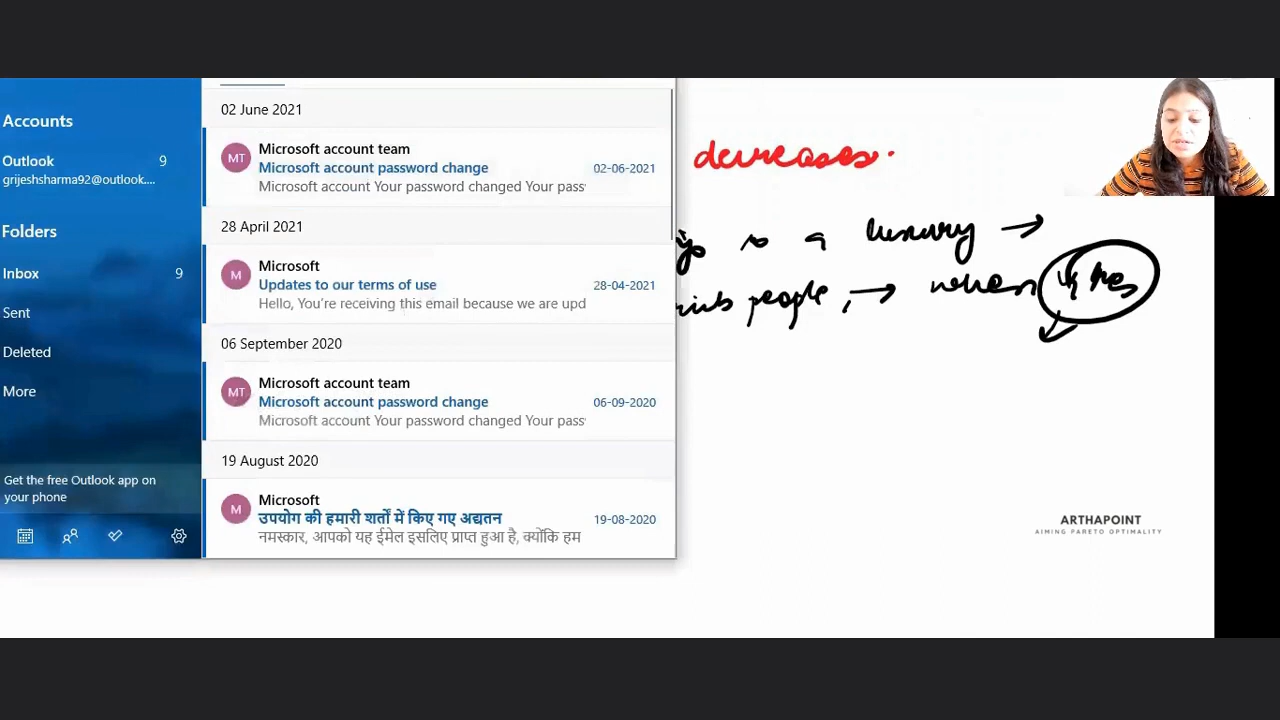 Accounts
Outlook 9
grijeshsharma92@outlook....
Folders
Inbox 9
Sent
Deleted
More
Get the free Outlook app on
your phone
02 June 2021
MT Microsoft account team
Microsoft account password change 02-06-2021
Microsoft account Your password changed Your pass
28 April 2021
M Microsoft
Updates to our terms of use 28-04-2021
Hello, You're receiving this email because we are upd
06 September 2020
MT Microsoft account team
Microsoft account password change 06-09-2020
Microsoft account Your password changed Your pass
19 August 2020
M Microsoft
उपयोग की हमारी शर्तों में किए गए अद्यतन 19-08-2020
नमस्कार, आपको यह ईमेल इसलिए प्राप्त हुआ है, क्योंकि हम
decreases.
is a luxury →
people, → when
ARTHAPOINT
AIMING PARETO OPTIMALITY